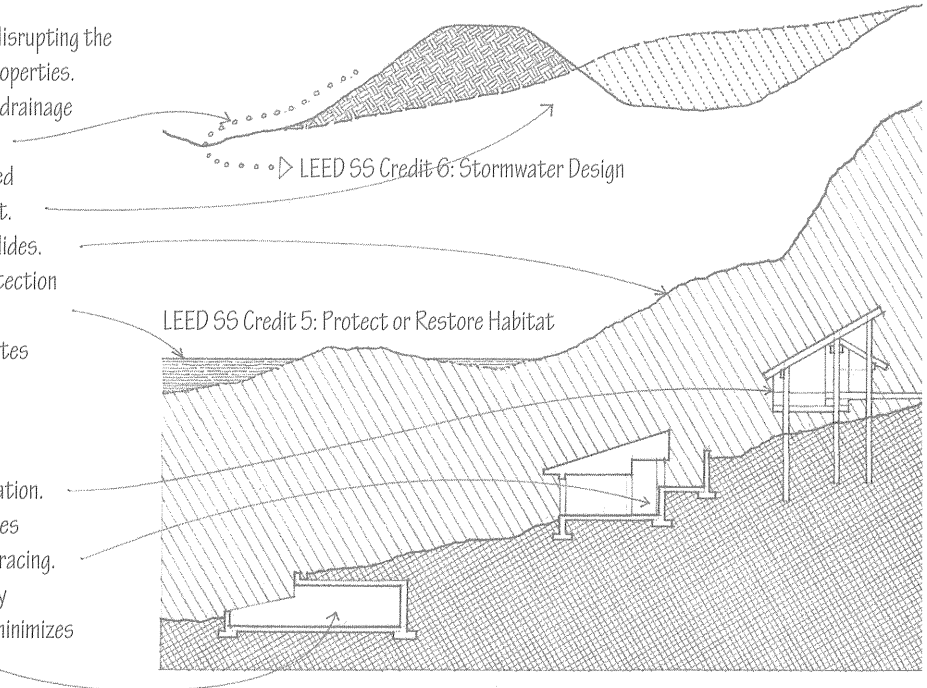 disrupting the
operties.
drainage
ed
t.
LEED SS Credit 6: Stormwater Design
lides.
tection
LEED SS Credit 5: Protect or Restore Habitat
tes
ation.
es
racing.
y
minimizes